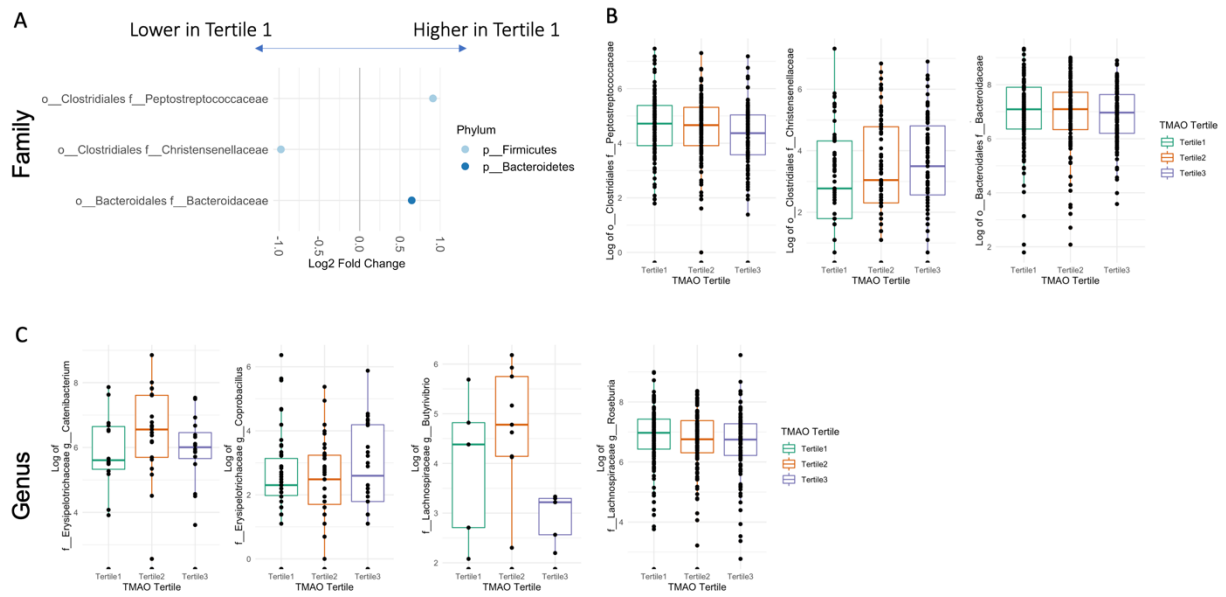 A
Lower in Tertile 1
Higher in Tertile 1
Family
o__Clostridiales f__Peptostreptococcaceae
o__Clostridiales f__Christensenellaceae
o__Bacteroidales f__Bacteroidaceae
-1.0
-0.5
0.0
0.5
1.0
Log2 Fold Change
Phylum
p__Firmicutes
p__Bacteroidetes
B
Log of o__Clostridiales f__Peptostreptococcaceae
6
4
2
0
Tertile1 Tertile2 Tertile3
TMAO Tertile
Log of o__Clostridiales f__Christensenellaceae
6
4
2
Tertile1 Tertile2 Tertile3
TMAO Tertile
Log of o__Bacteroidales f__Bacteroidaceae
8
6
4
2
Tertile1 Tertile2 Tertile3
TMAO Tertile
TMAO Tertile
Tertile1
Tertile2
Tertile3
C
Genus
Log of
f__Erysipelotrichaceae g__Catenibacterium
8
6
4
Tertile1 Tertile2 Tertile3
TMAO Tertile
Log of
f__Erysipelotrichaceae g__Coprobacillus
6
4
2
0
Tertile1 Tertile2 Tertile3
TMAO Tertile
Log of
f__Lachnospiraceae g__Butyrivibrio
6
5
4
3
2
Tertile1 Tertile2 Tertile3
TMAO Tertile
Log of
f__Lachnospiraceae g__Roseburia
8
6
4
Tertile1 Tertile2 Tertile3
TMAO Tertile
TMAO Tertile
Tertile1
Tertile2
Tertile3